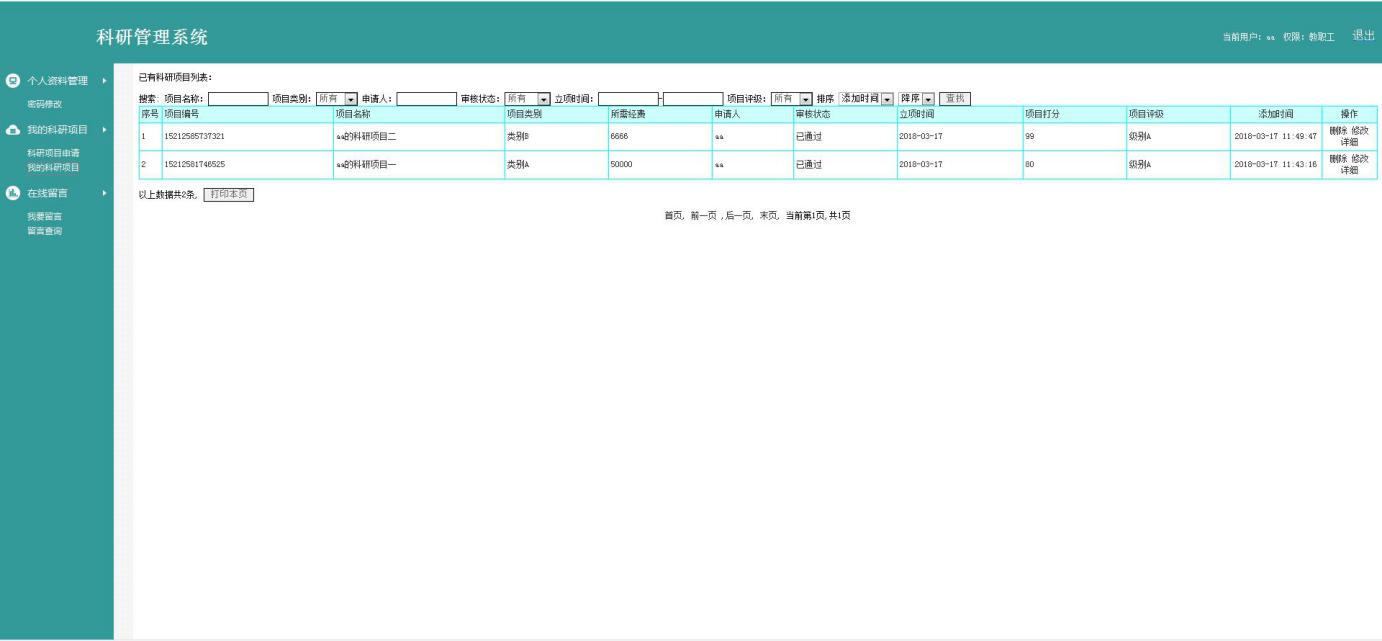 科研管理系统
当前用户: aa 权限: 教职工 退出
个人资料管理
密码修改
我的科研项目
科研项目申请
我的科研项目
在线留言
我要留言
留言查询
已有科研项目列表:
搜索: 项目名称: 项目类别: 所有 申请人: 审核状态: 所有 立项时间: - 项目评级: 所有 排序 添加时间 降序 查找
序号 项目编号 项目名称 项目类别 所需经费 申请人 审核状态 立项时间 项目打分 项目评级 添加时间 操作
1 15212585737321 aa的科研项目二 类别B 6666 aa 已通过 2018-03-17 99 级别A 2018-03-17 11:49:47 删除 修改
详细
2 15212581746525 aa的科研项目一 类别A 50000 aa 已通过 2018-03-17 80 级别A 2018-03-17 11:43:16 删除 修改
详细
以上数据共2条, 打印本页
首页, 前一页 ,后一页, 末页, 当前第1页,共1页